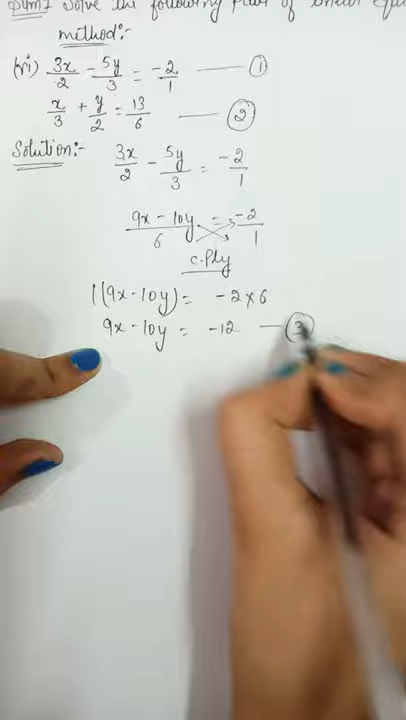 Solve the following pair of linear
method:-
(vi) 3x/2 - 5y/3 = -2/1 —— ①
x/3 + y/2 = 13/6 —— ②
Solution:- 3x/2 - 5y/3 = -2/1
9x - 10y/6 = -2/1
C.Ply
1(9x-10y) = -2×6
9x-10y = -12 — ③